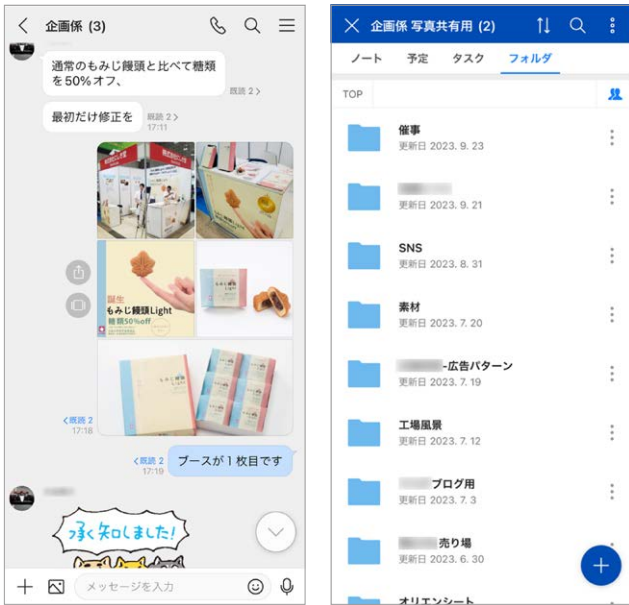 企画係 (3)
通常のもみじ饅頭と比べて糖類
を50%オフ、
既読 2
最初だけ修正を
既読 2
17:11
誕生
もみじ饅頭Light
糖類50%off
既読 2
17:18
ブースが1枚目です
既読 2
17:19
承く知しました!
メッセージを入力
企画係 写真共有用 (2)
ノート 予定 タスク フォルダ
TOP
催事
更新日 2023. 9. 23
更新日 2023. 9. 21
SNS
更新日 2023. 8. 31
素材
更新日 2023. 7. 20
-広告パターン
更新日 2023. 7. 19
工場風景
更新日 2023. 7. 12
ブログ用
更新日 2023. 7. 3
売り場
更新日 2023. 6. 30
オリエンシート